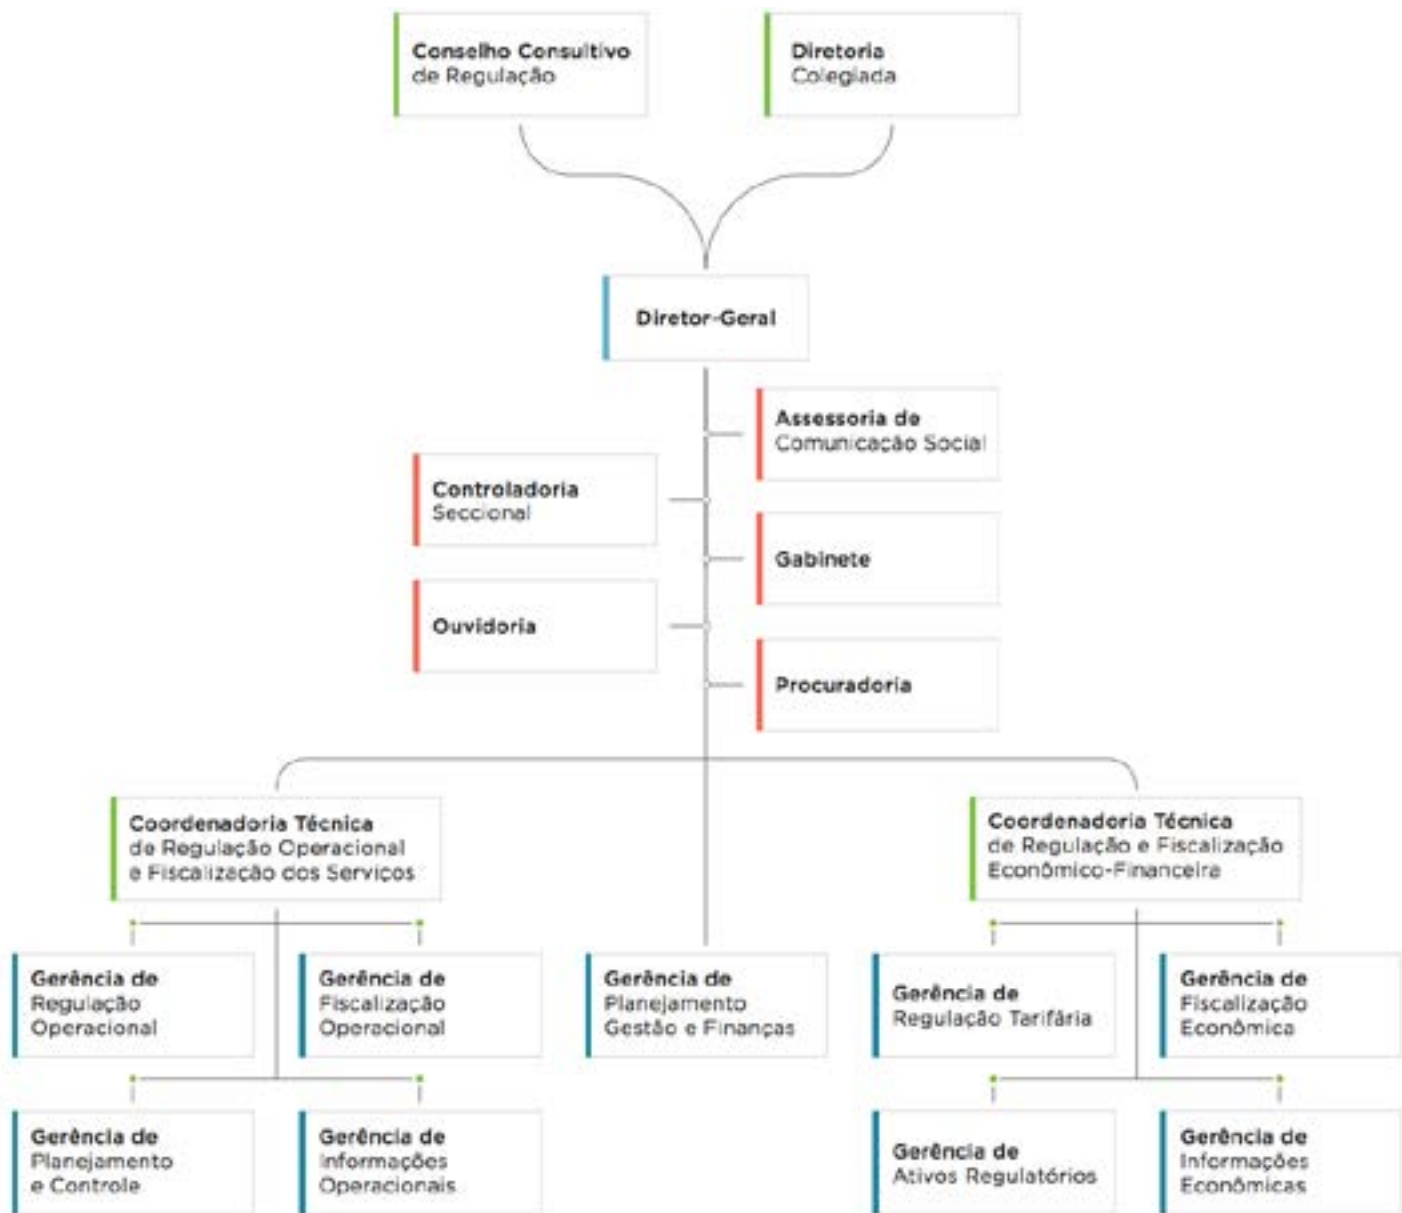 Conselho Consultivo
de Regulação
Diretoria
Colegiada
Diretor-Geral
Assessoria de
Comunicação Social
Controladoria
Seccional
Gabinete
Ouvidoria
Procuradoria
Coordenadoria Técnica
de Regulação Operacional
e Fiscalização dos Serviços
Coordenadoria Técnica
de Regulação e Fiscalização
Econômico-Financeira
Gerência de
Regulação
Operacional
Gerência de
Fiscalização
Operacional
Gerência de
Planejamento
Gestão e Finanças
Gerência de
Regulação Tarifária
Gerência de
Fiscalização
Econômica
Gerência de
Planejamento
e Controle
Gerência de
Informações
Operacionais
Gerência de
Ativos Regulatórios
Gerência de
Informações
Econômicas